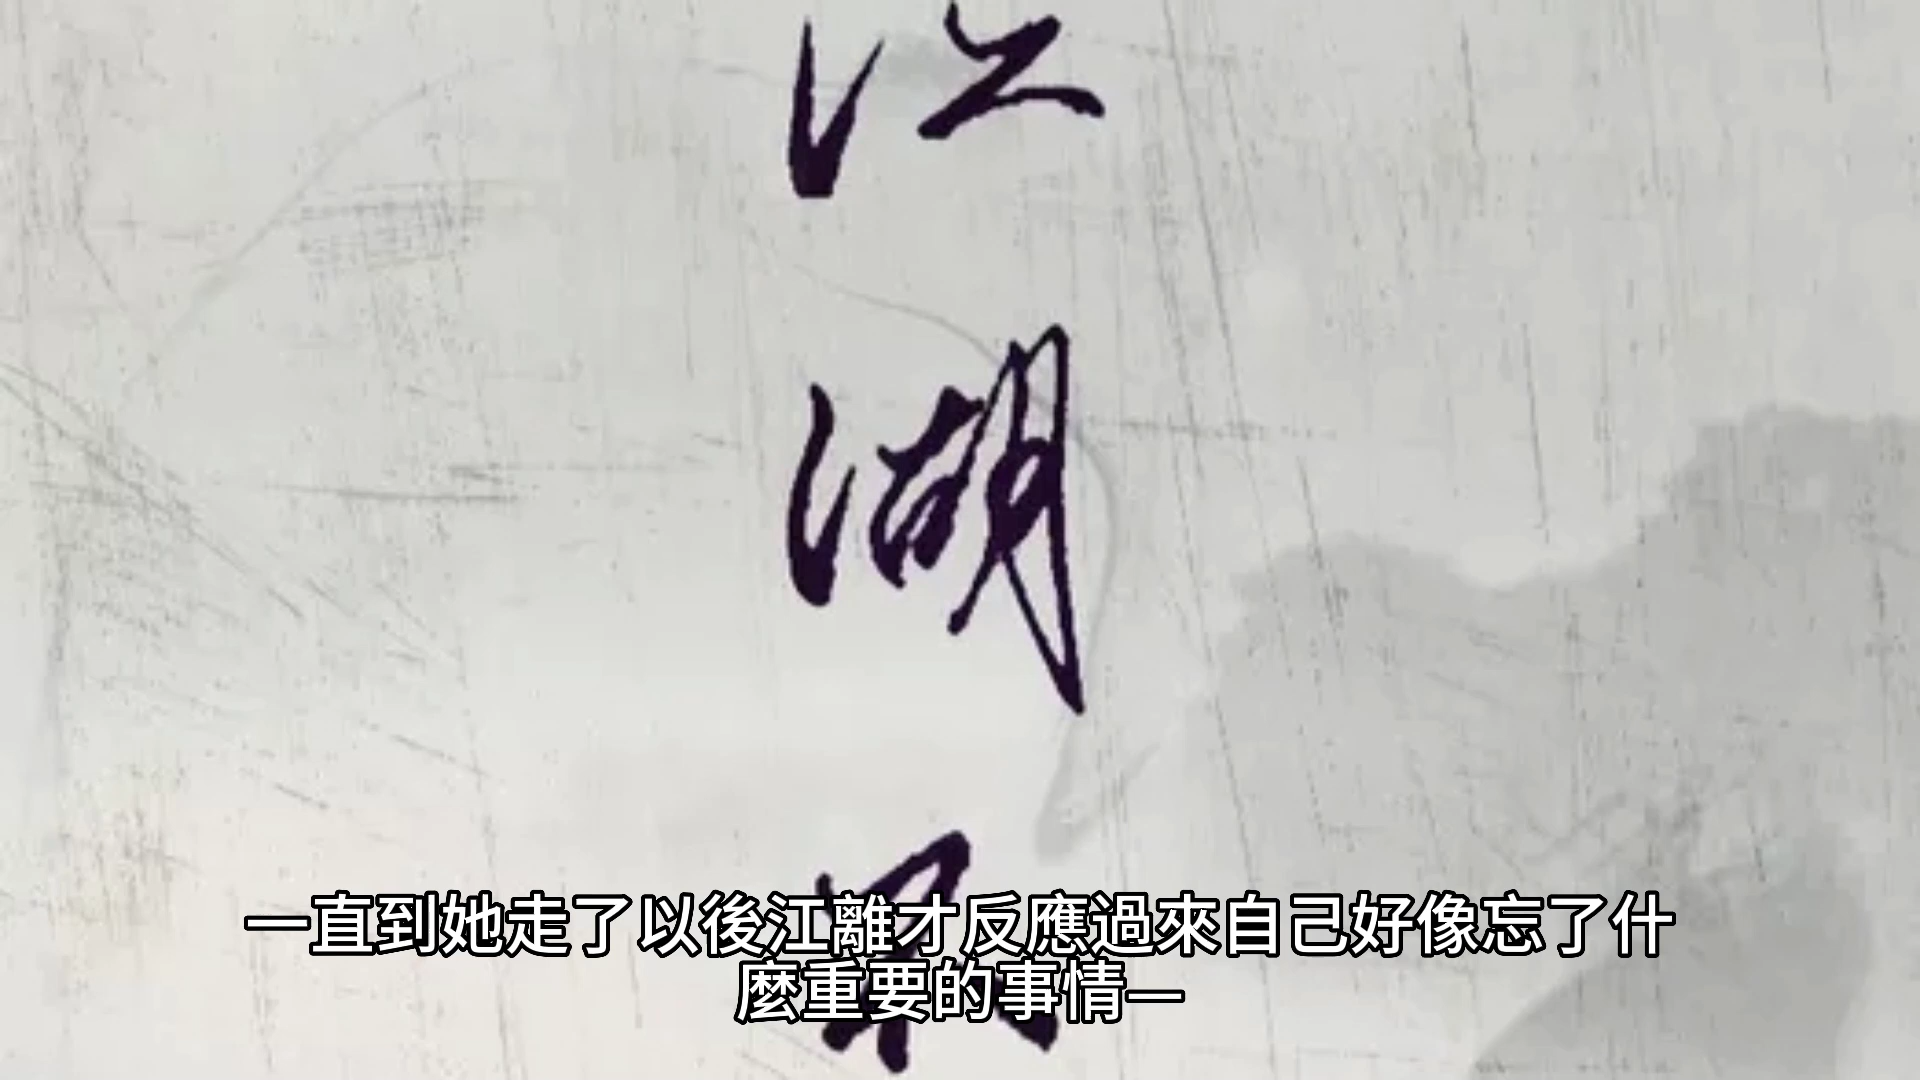 江
湖
一直到她走了以後江離才反應過來自己好像忘了什
麼重要的事情—